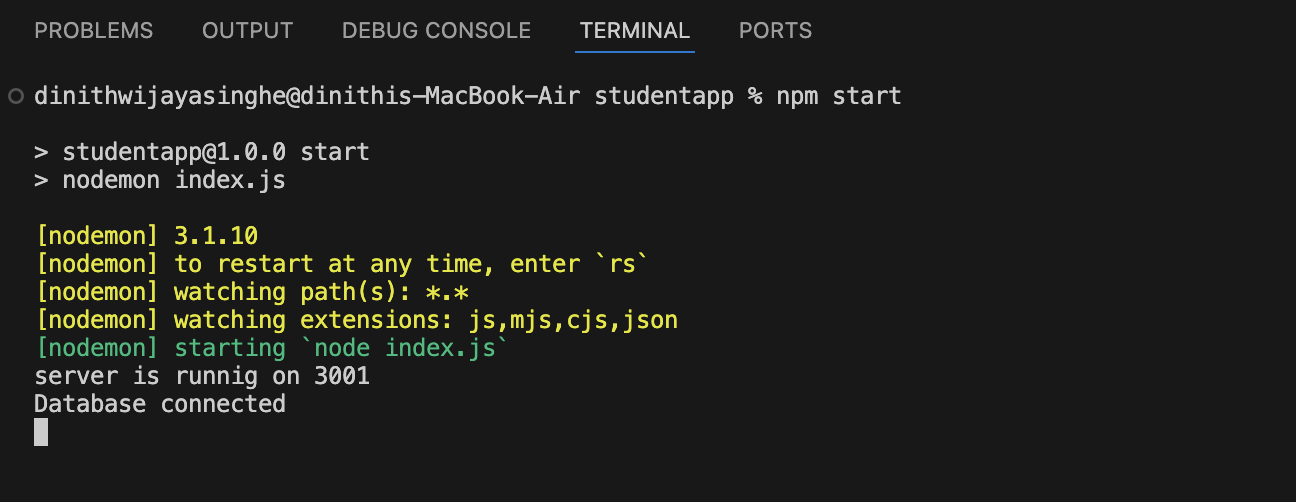 PROBLEMS OUTPUT DEBUG CONSOLE TERMINAL PORTS
dinithwijayasinghe@dinithis-MacBook-Air studentapp % npm start
> studentapp@1.0.0 start
> nodemon index.js
[nodemon] 3.1.10
[nodemon] to restart at any time, enter `rs`
[nodemon] watching path(s): *.*
[nodemon] watching extensions: js,mjs,cjs,json
[nodemon] starting `node index.js`
server is runnig on 3001
Database connected